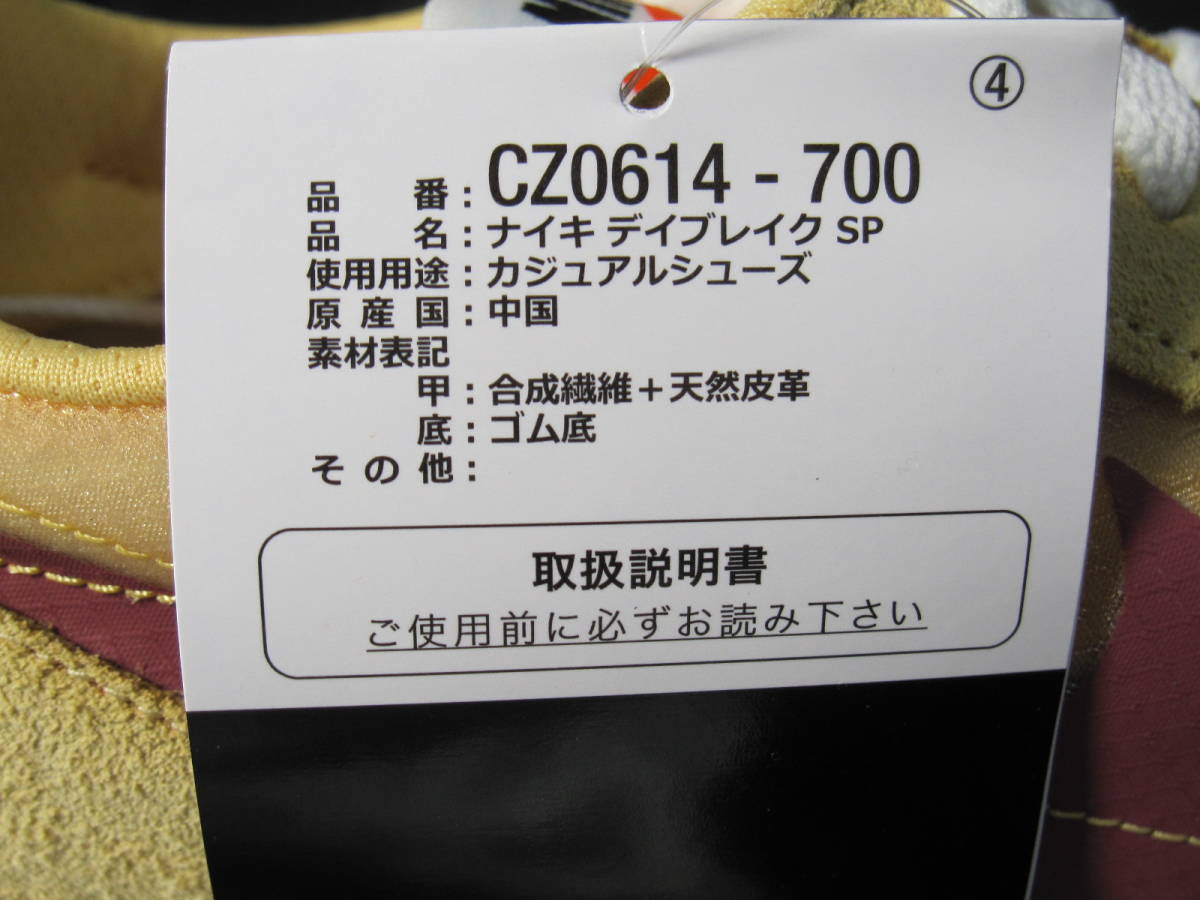 ④
品番:CZ0614-700
品名:ナイキ デイブレイク SP
使用用途:カジュアルシューズ
原産国:中国
素材表記
甲:合成繊維+天然皮革
底:ゴム底
その他:
取扱説明書
ご使用前に必ずお読み下さい